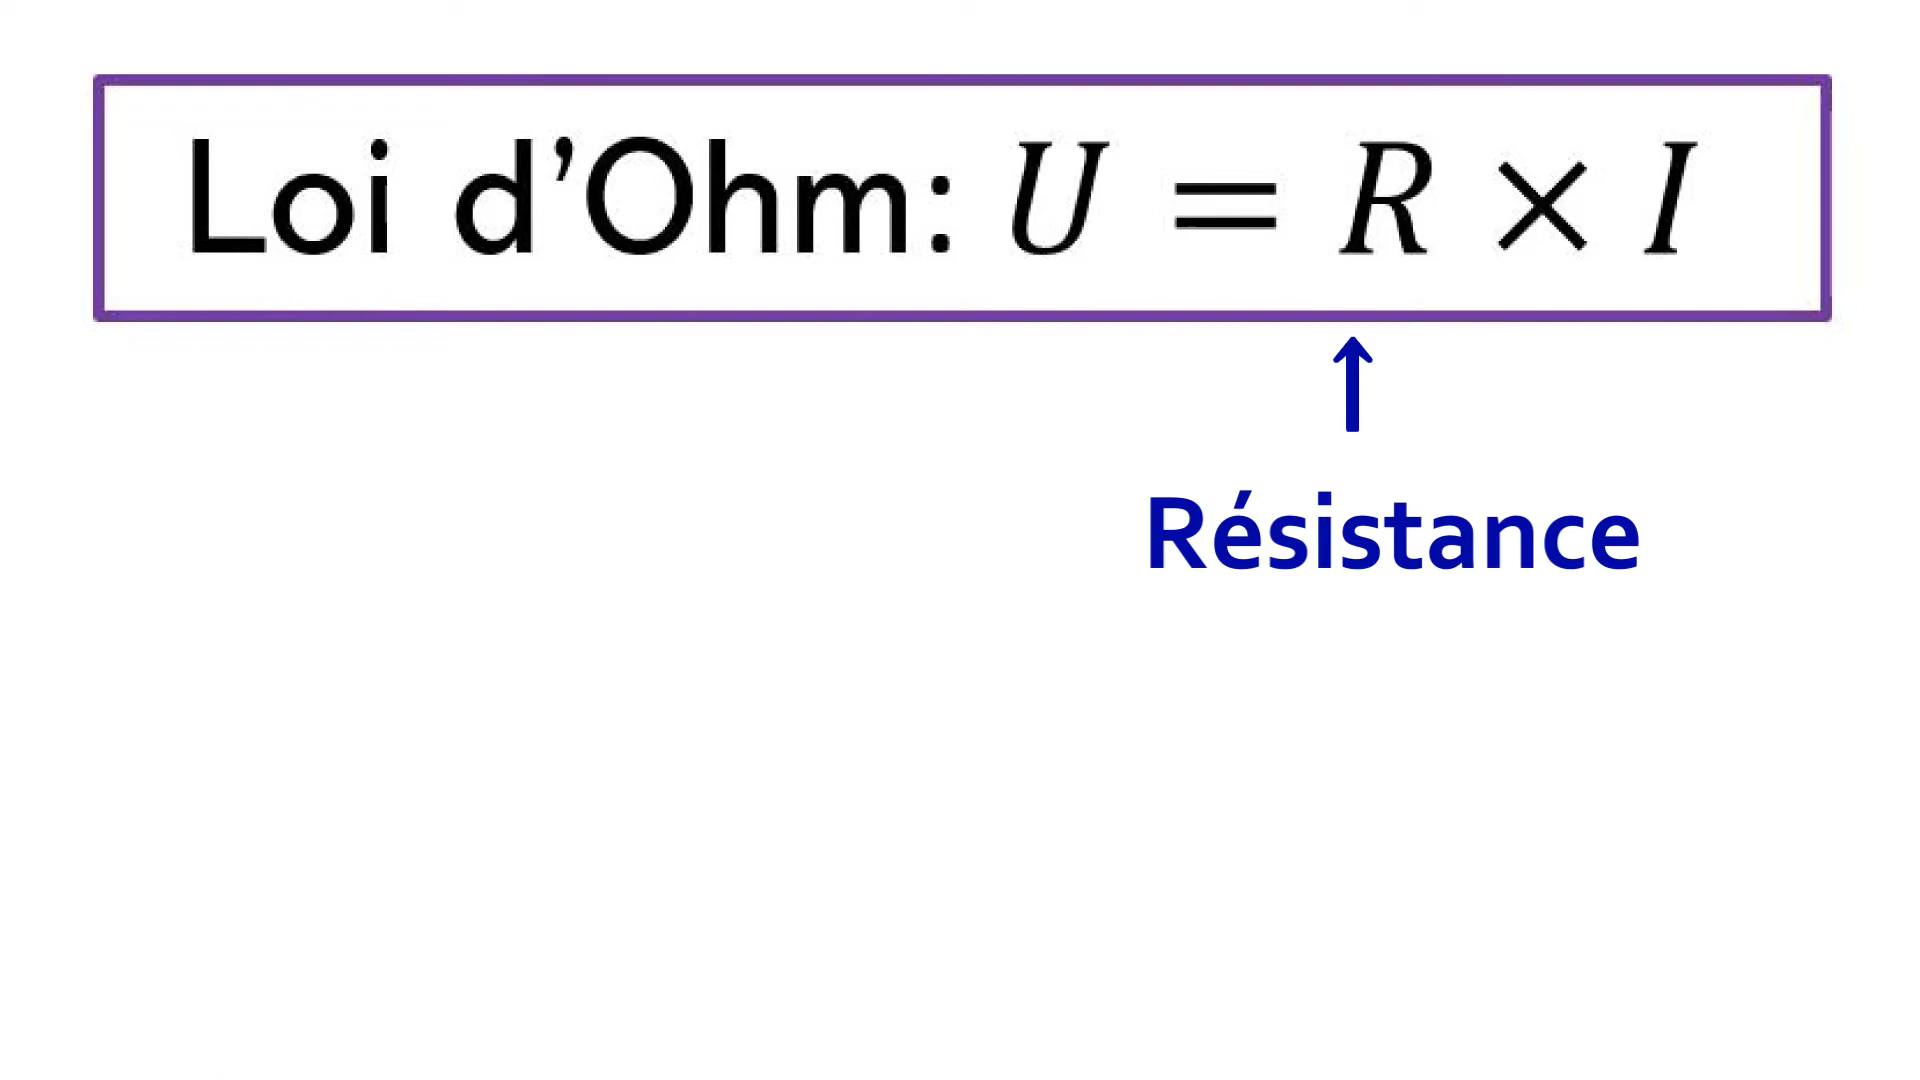 Loi d’Ohm: U = R × I
↑
Résistance